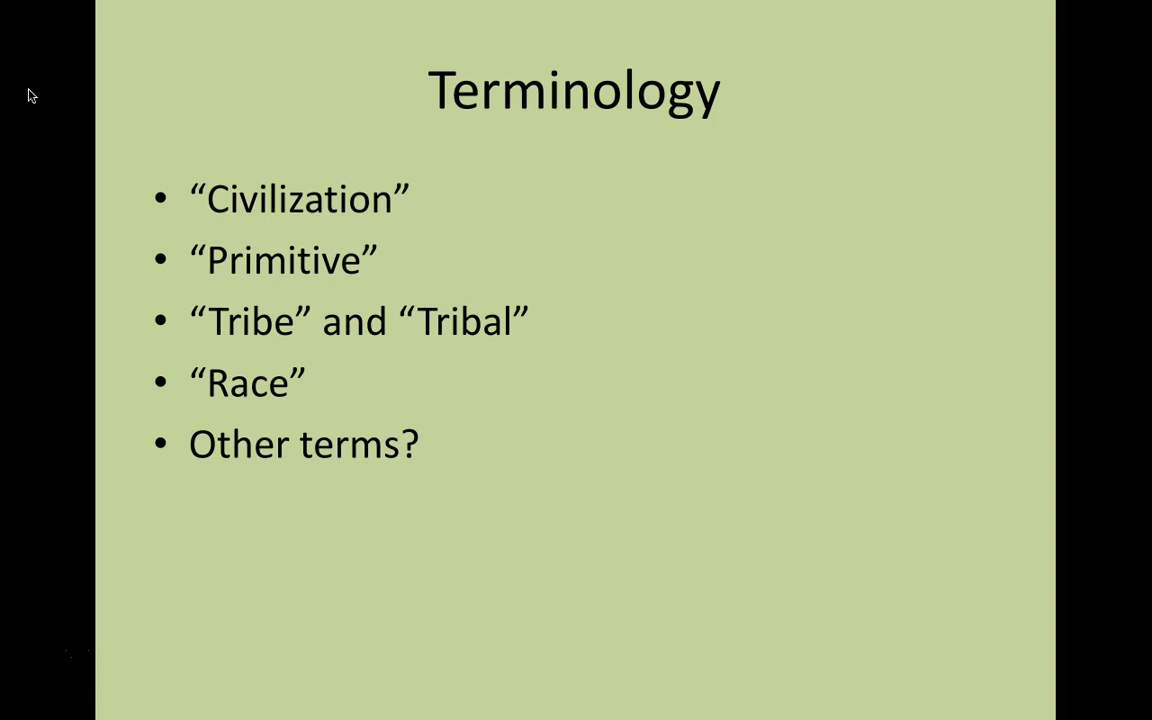 Terminology
• “Civilization”
• “Primitive”
• “Tribe” and “Tribal”
• “Race”
• Other terms?